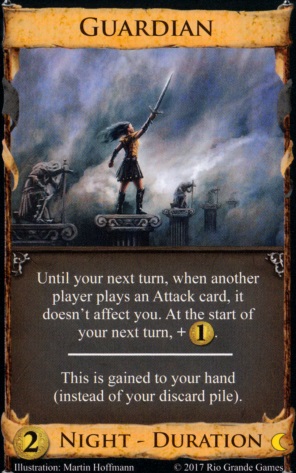 GUARDIAN
Until your next turn, when another
player plays an Attack card, it
doesn't affect you. At the start of
your next turn, + 1.
This is gained to your hand
(instead of your discard pile).
2 NIGHT - DURATION
Illustration: Martin Hoffmann © 2017 Rio Grande Games